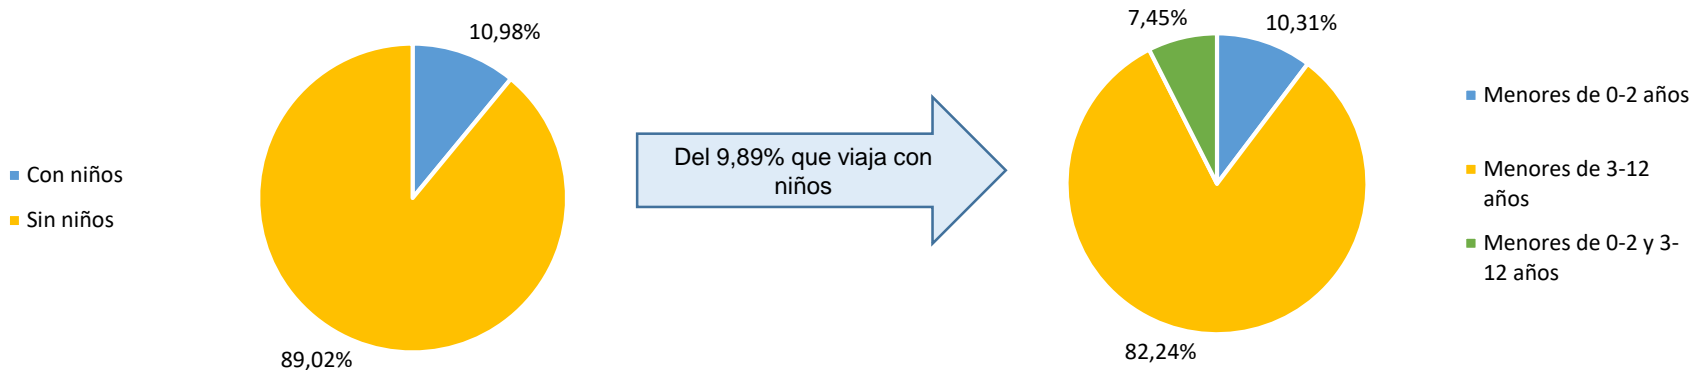 10,98%
Con niños
Sin niños
89,02%
Del 9,89% que viaja con
niños
7,45%
10,31%
82,24%
Menores de 0-2 años
Menores de 3-12
años
Menores de 0-2 y 3-
12 años